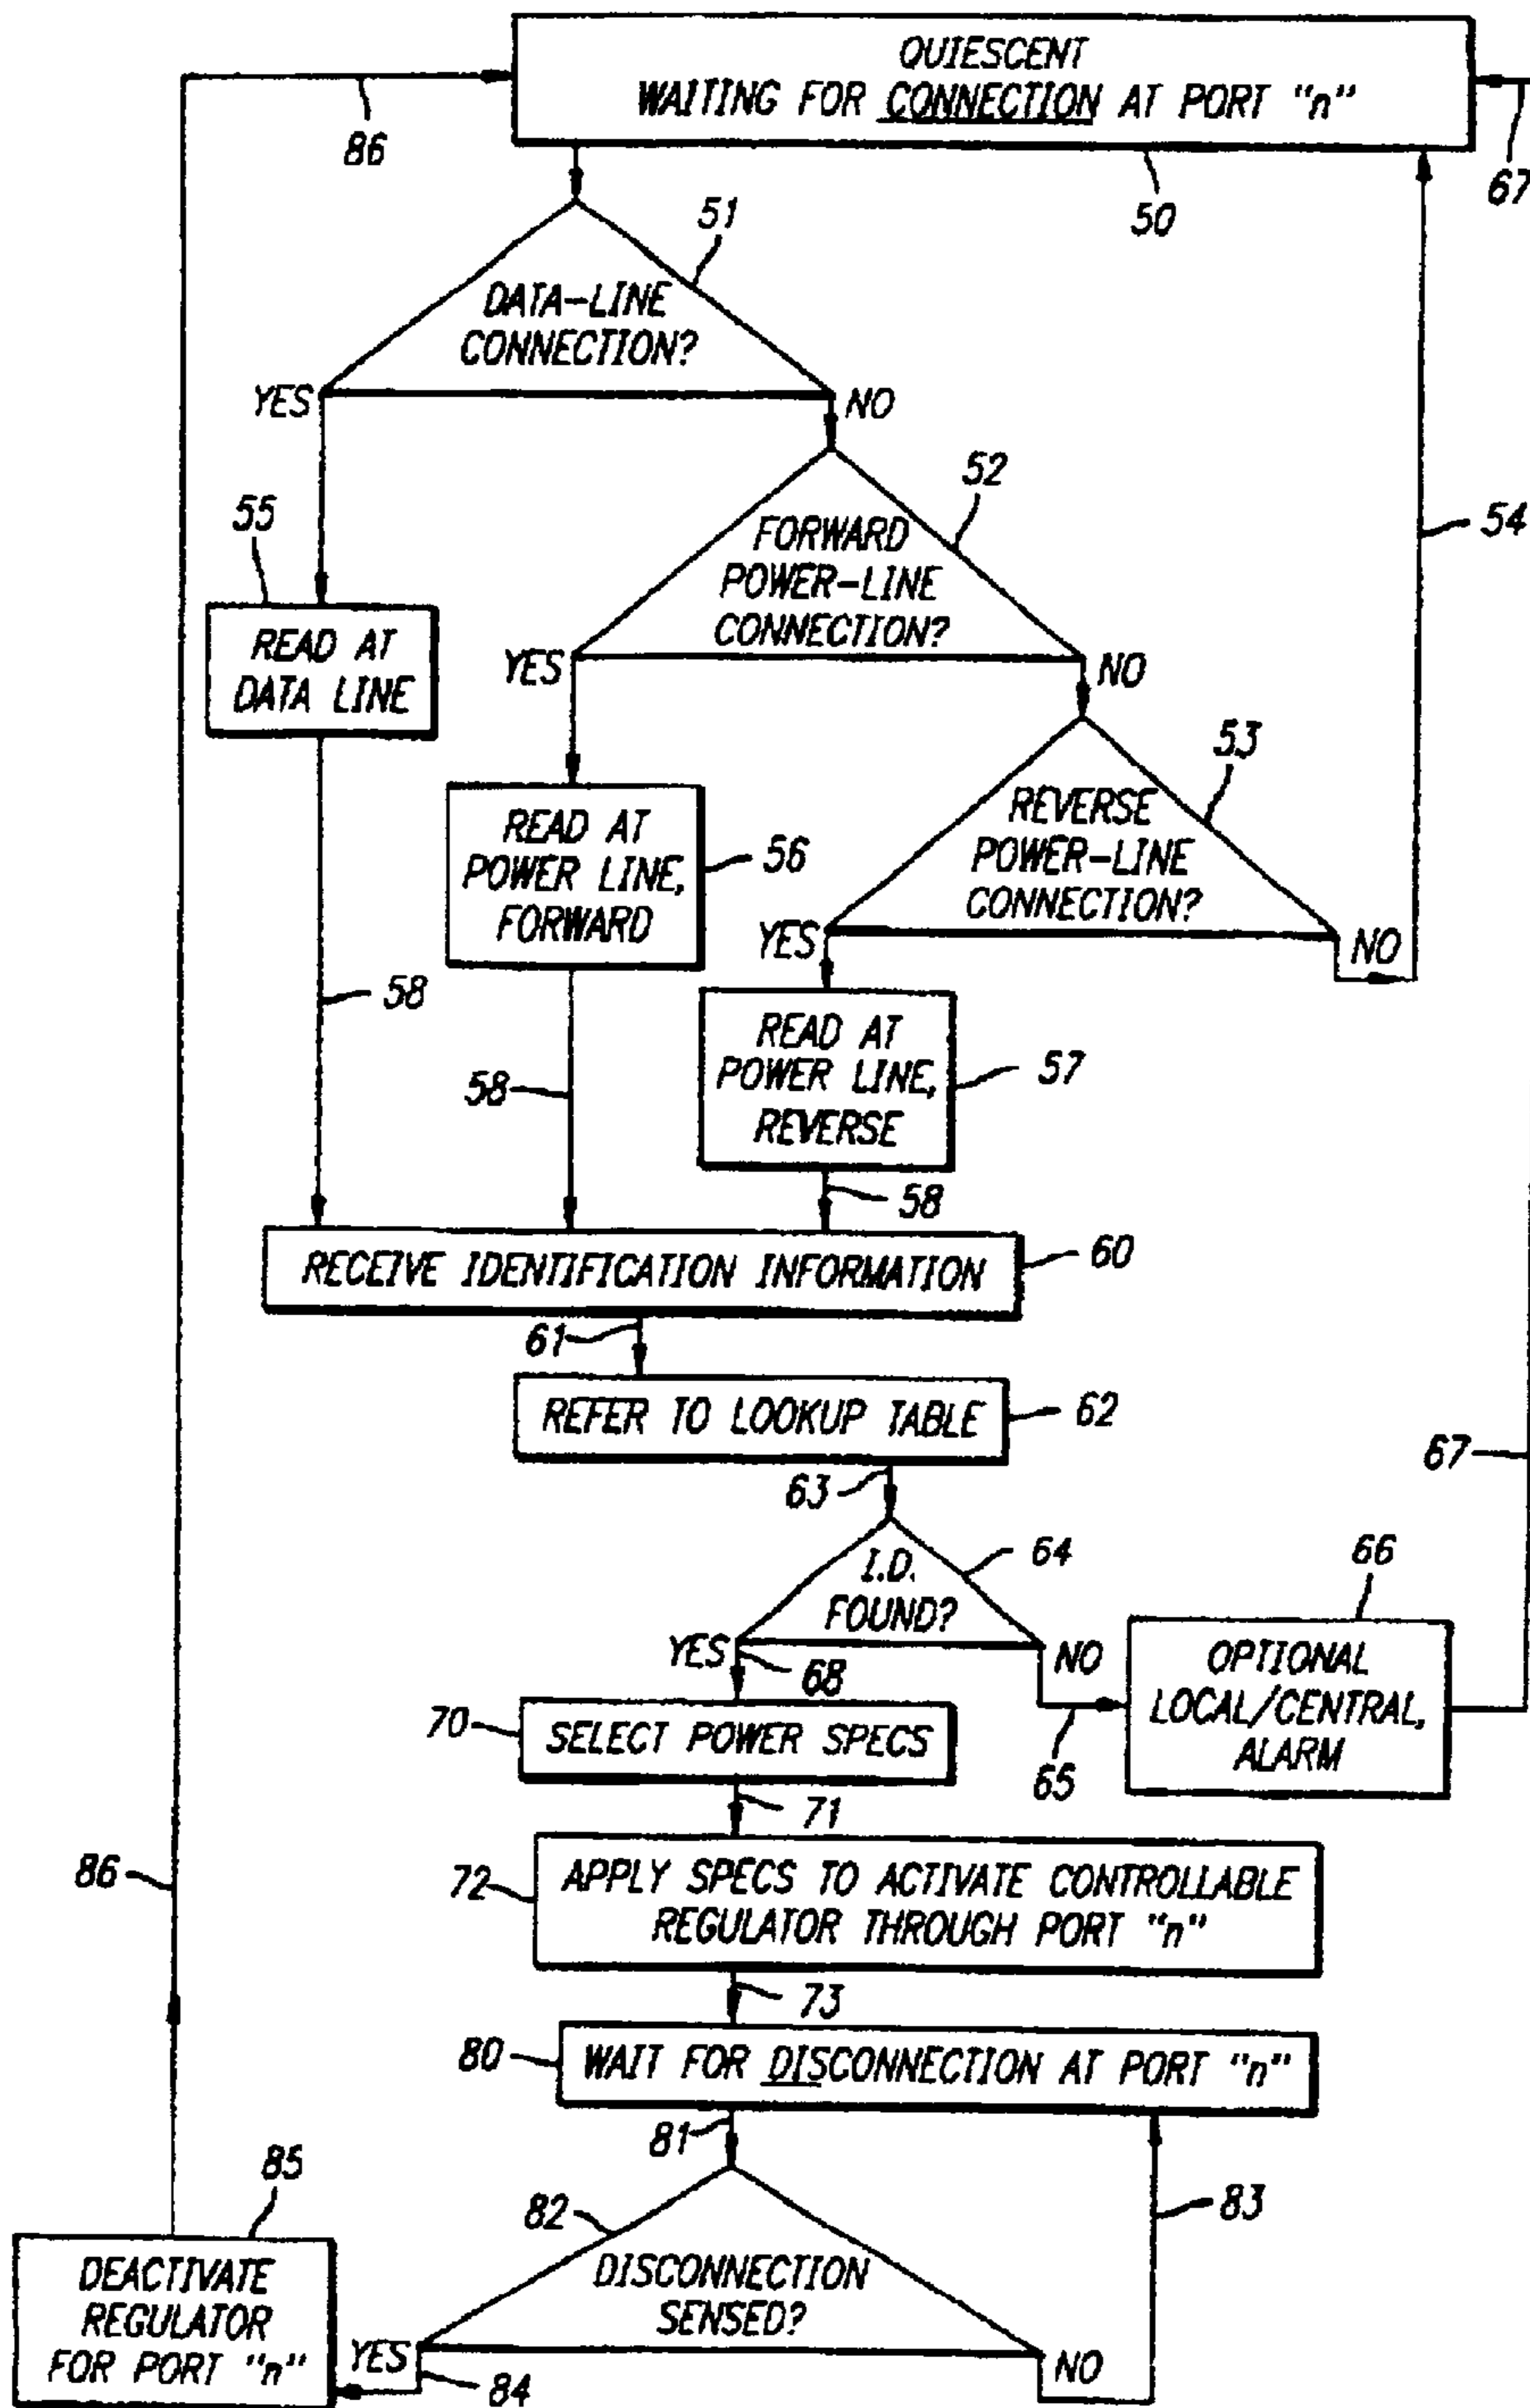 QUIESCENT
WAITING FOR CONNECTION AT PORT "n"
86
67
50
51
DATA-LINE
CONNECTION?
YES
NO
52
54
55
FORWARD
POWER-LINE
CONNECTION?
READ AT
DATA LINE
YES
NO
53
READ AT
POWER LINE,
FORWARD
56
REVERSE
POWER-LINE
CONNECTION?
YES
NO
58
58
READ AT
POWER LINE,
REVERSE
57
58
RECEIVE IDENTIFICATION INFORMATION
60
61
REFER TO LOOKUP TABLE
62
67
63
I.D.
FOUND?
64
66
YES
68
NO
OPTIONAL
LOCAL/CENTRAL,
ALARM
65
70
SELECT POWER SPECS
71
86
72
APPLY SPECS TO ACTIVATE CONTROLLABLE
REGULATOR THROUGH PORT "n"
73
80
WAIT FOR DISCONNECTION AT PORT "n"
81
85
82
83
DISCONNECTION
SENSED?
DEACTIVATE
REGULATOR
FOR PORT "n"
YES
84
NO